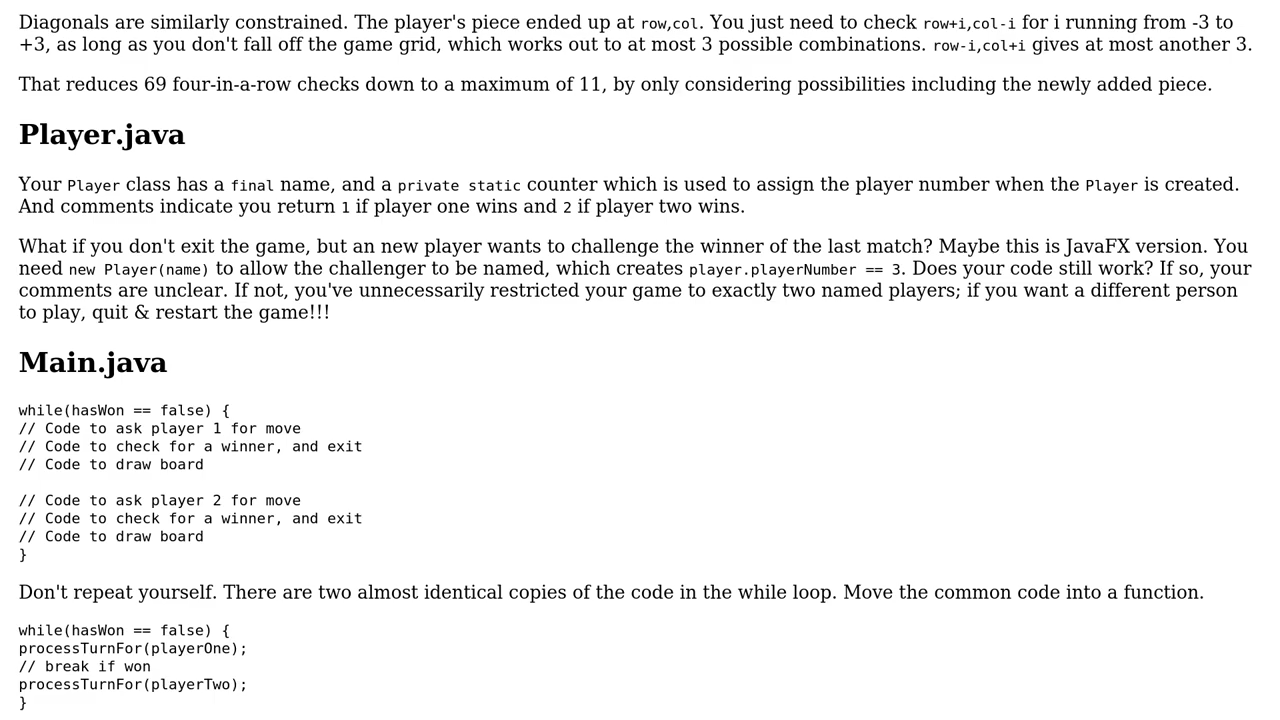 Diagonals are similarly constrained. The player's piece ended up at row,col. You just need to check row+i,col-i for i running from -3 to
+3, as long as you don't fall off the game grid, which works out to at most 3 possible combinations. row-i,col+i gives at most another 3.
That reduces 69 four-in-a-row checks down to a maximum of 11, by only considering possibilities including the newly added piece.
Player.java
Your Player class has a final name, and a private static counter which is used to assign the player number when the Player is created.
And comments indicate you return 1 if player one wins and 2 if player two wins.
What if you don't exit the game, but an new player wants to challenge the winner of the last match? Maybe this is JavaFX version. You
need new Player(name) to allow the challenger to be named, which creates player.playerNumber == 3. Does your code still work? If so, your
comments are unclear. If not, you've unnecessarily restricted your game to exactly two named players; if you want a different person
to play, quit & restart the game!!!
Main.java
while(hasWon == false) {
// Code to ask player 1 for move
// Code to check for a winner, and exit
// Code to draw board
// Code to ask player 2 for move
// Code to check for a winner, and exit
// Code to draw board
}
Don't repeat yourself. There are two almost identical copies of the code in the while loop. Move the common code into a function.
while(hasWon == false) {
processTurnFor(playerOne);
// break if won
processTurnFor(playerTwo);
}